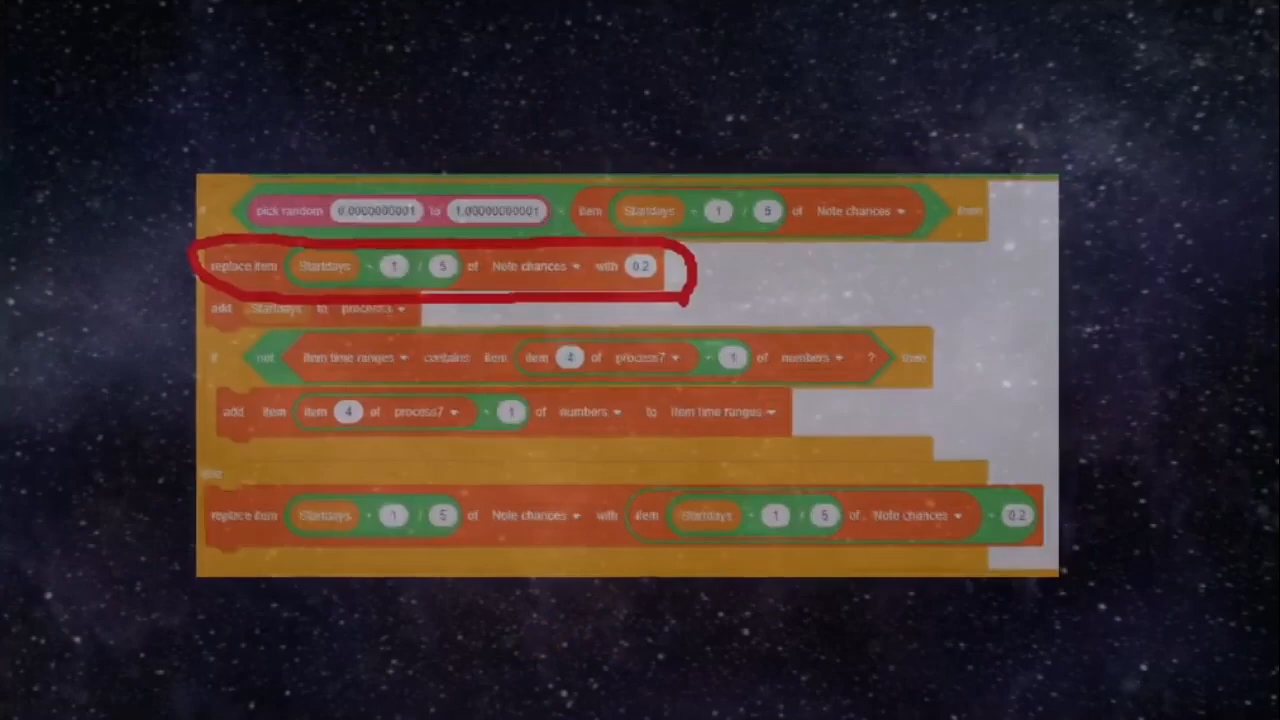 if pick random 0.0000000001 to 1.00000000001 < item Startdays + 1 / 5 of Note chances then
replace item Startdays + 1 / 5 of Note chances with 0.2
add Startdays to process
if not item time ranges contains item item 4 of process7 + 1 of numbers ? then
add item item 4 of process7 + 1 of numbers to item time ranges
else
replace item Startdays + 1 / 5 of Note chances with item Startdays + 1 / 5 of Note chances + 0.2